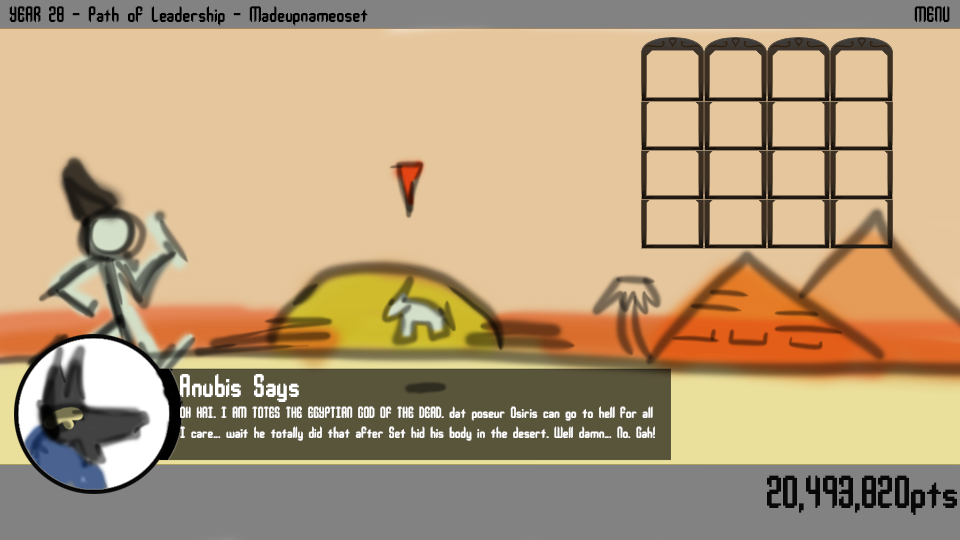 YEAR 28 - Path of Leadership - Madeupnameoset
MENU
Anubis Says
OH HAI. I AM TOTES THE EGYPTIAN GOD OF THE DEAD. dat poseur Osiris can go to hell for all
I care... wait he totally did that after Set hid his body in the desert. Well damn... No. Gah!
20,493,820pts